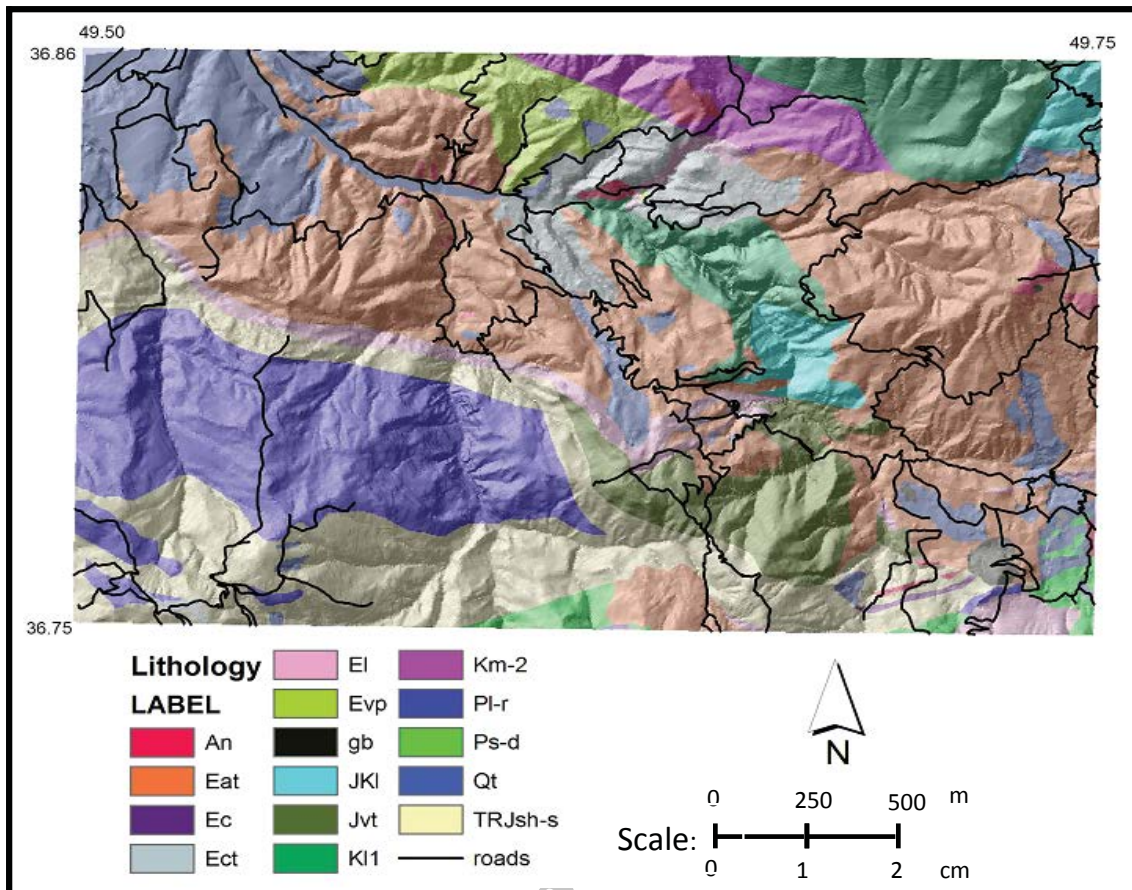 49.50
49.75
36.86
36.75
Lithology
LABEL
An
Eat
Ec
Ect
El
Evp
gb
JKl
Jvt
Kl1
Km-2
Pl-r
Ps-d
Qt
TRJsh-s
roads
N
0 250 500 m
Scale:
0 1 2 cm